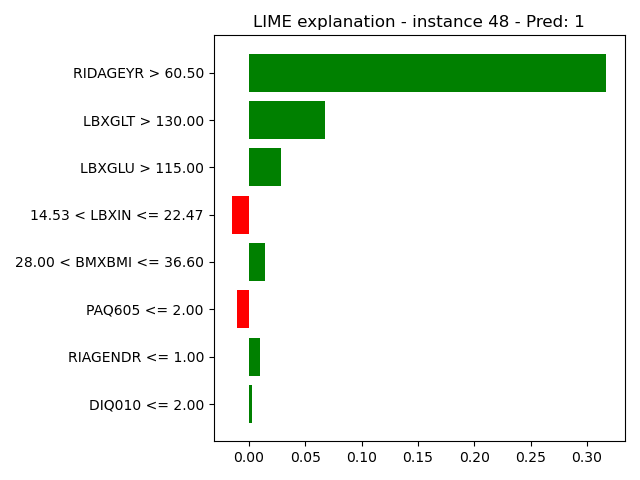 LIME explanation - instance 48 - Pred: 1
RIDAGEYR > 60.50
LBXGLT > 130.00
LBXGLU > 115.00
14.53 < LBXIN <= 22.47
28.00 < BMXBMI <= 36.60
PAQ605 <= 2.00
RIAGENDR <= 1.00
DIQ010 <= 2.00
0.00 0.05 0.10 0.15 0.20 0.25 0.30